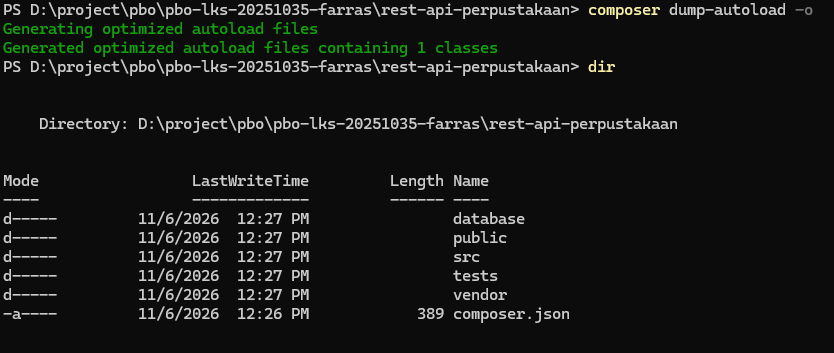 PS D:\project\pbo\pbo-lks-20251035-farras\rest-api-perpustakaan> composer dump-autoload -o
Generating optimized autoload files
Generated optimized autoload files containing 1 classes
PS D:\project\pbo\pbo-lks-20251035-farras\rest-api-perpustakaan> dir
Directory: D:\project\pbo\pbo-lks-20251035-farras\rest-api-perpustakaan
Mode LastWriteTime Length Name
---- ------------- ------ ----
d----- 11/6/2026 12:27 PM database
d----- 11/6/2026 12:27 PM public
d----- 11/6/2026 12:27 PM src
d----- 11/6/2026 12:27 PM tests
d----- 11/6/2026 12:27 PM vendor
-a---- 11/6/2026 12:26 PM 389 composer.json